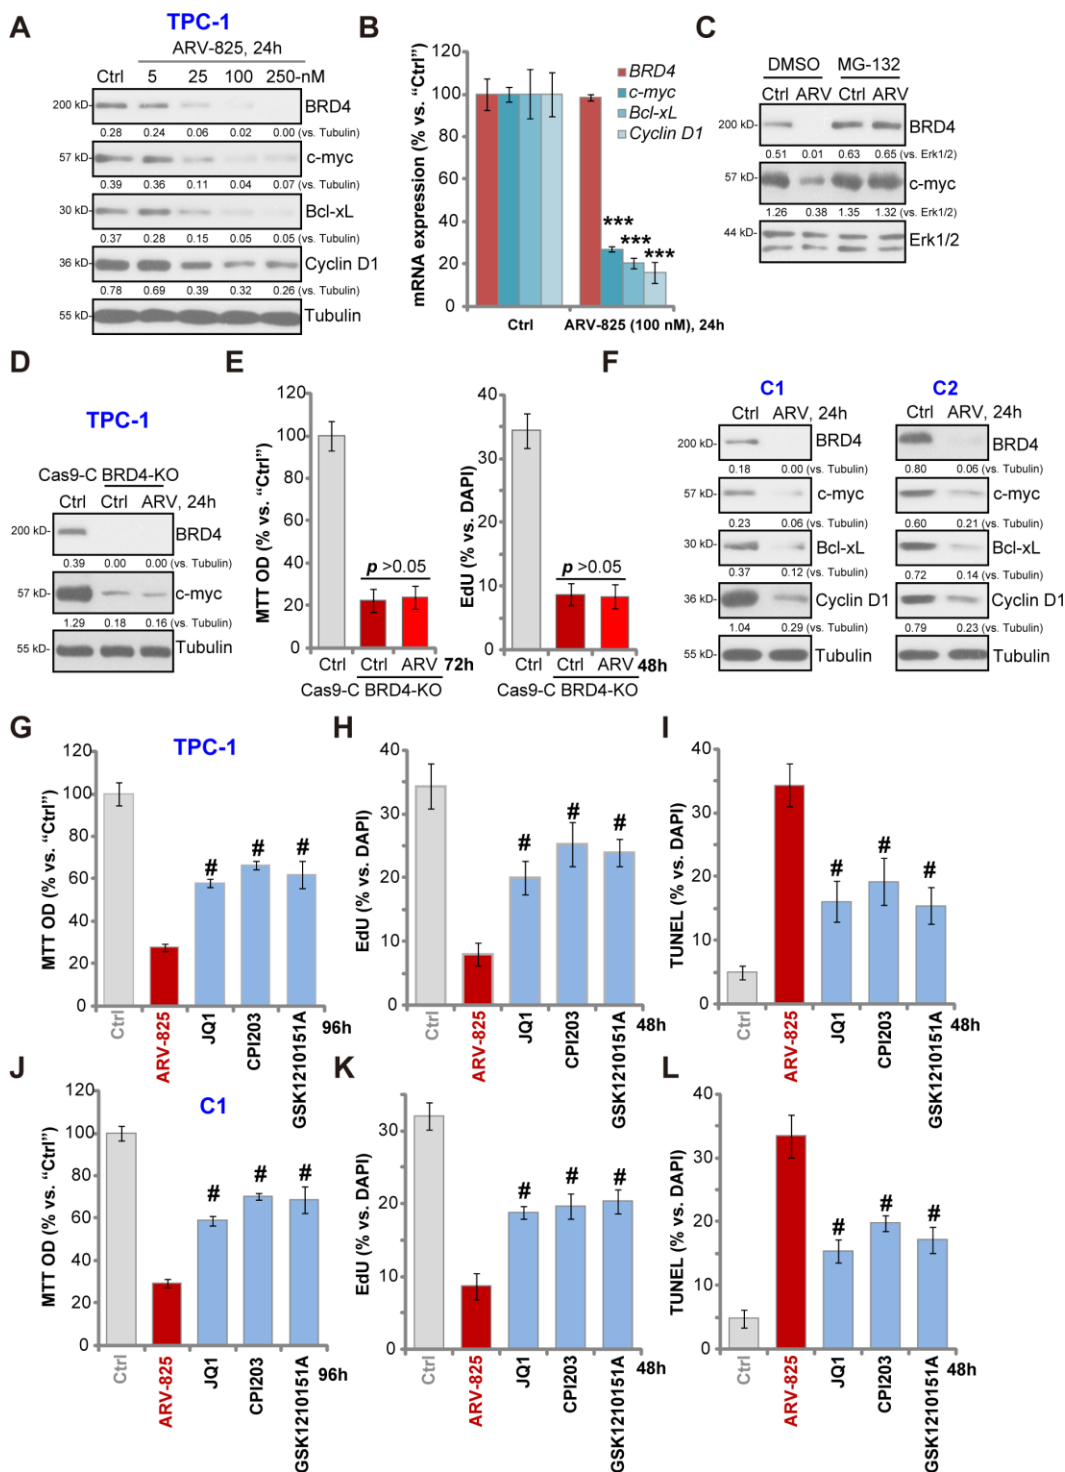 A
TPC-1
ARV-825, 24h
Ctrl 5 25 100 250-nM
200 kD- BRD4
0.28 0.24 0.06 0.02 0.00 (vs. Tubulin)
57 kD- c-myc
0.39 0.36 0.11 0.04 0.07 (vs. Tubulin)
30 kD- Bcl-xL
0.37 0.28 0.15 0.05 0.05 (vs. Tubulin)
36 kD- Cyclin D1
0.78 0.69 0.39 0.32 0.26 (vs. Tubulin)
55 kD- Tubulin
B
mRNA expression (% vs. “Ctrl”)
120
100
80
60
40
20
0
BRD4
c-myc
Bcl-xL
Cyclin D1
***
***
***
Ctrl ARV-825 (100 nM), 24h
C
DMSO MG-132
Ctrl ARV Ctrl ARV
200 kD- BRD4
0.51 0.01 0.63 0.65 (vs. Erk1/2)
57 kD- c-myc
1.26 0.38 1.35 1.32 (vs. Erk1/2)
44 kD- Erk1/2
D
TPC-1
Cas9-C BRD4-KO
Ctrl Ctrl ARV, 24h
200 kD- BRD4
0.39 0.00 0.00 (vs. Tubulin)
57 kD- c-myc
1.29 0.18 0.16 (vs. Tubulin)
55 kD- Tubulin
E
MTT OD (% vs. “Ctrl”)
120
100
80
60
40
20
0
p >0.05
Ctrl Ctrl ARV 72h
Cas9-C BRD4-KO
EdU (% vs. DAPI)
40
30
20
10
0
p >0.05
Ctrl Ctrl ARV 48h
Cas9-C BRD4-KO
F
C1
Ctrl ARV, 24h
200 kD- BRD4
0.18 0.00 (vs. Tubulin)
57 kD- c-myc
0.23 0.06 (vs. Tubulin)
30 kD- Bcl-xL
0.37 0.12 (vs. Tubulin)
36 kD- Cyclin D1
1.04 0.29 (vs. Tubulin)
55 kD- Tubulin
C2
Ctrl ARV, 24h
200 kD- BRD4
0.80 0.06 (vs. Tubulin)
57 kD- c-myc
0.60 0.21 (vs. Tubulin)
30 kD- Bcl-xL
0.72 0.14 (vs. Tubulin)
36 kD- Cyclin D1
0.79 0.23 (vs. Tubulin)
55 kD- Tubulin
G
TPC-1
MTT OD (% vs. “Ctrl”)
120
100
80
60
40
20
0
# # #
Ctrl ARV-825 JQ1 CPI203 GSK1210151A 96h
H
EdU (% vs. DAPI)
40
30
20
10
0
# # #
Ctrl ARV-825 JQ1 CPI203 GSK1210151A 48h
I
TUNEL (% vs. DAPI)
40
30
20
10
0
# # #
Ctrl ARV-825 JQ1 CPI203 GSK1210151A 48h
J
C1
MTT OD (% vs. “Ctrl”)
120
100
80
60
40
20
0
# # #
Ctrl ARV-825 JQ1 CPI203 GSK1210151A 96h
K
EdU (% vs. DAPI)
30
20
10
0
# # #
Ctrl ARV-825 JQ1 CPI203 GSK1210151A 48h
L
TUNEL (% vs. DAPI)
40
30
20
10
0
# # #
Ctrl ARV-825 JQ1 CPI203 GSK1210151A 48h